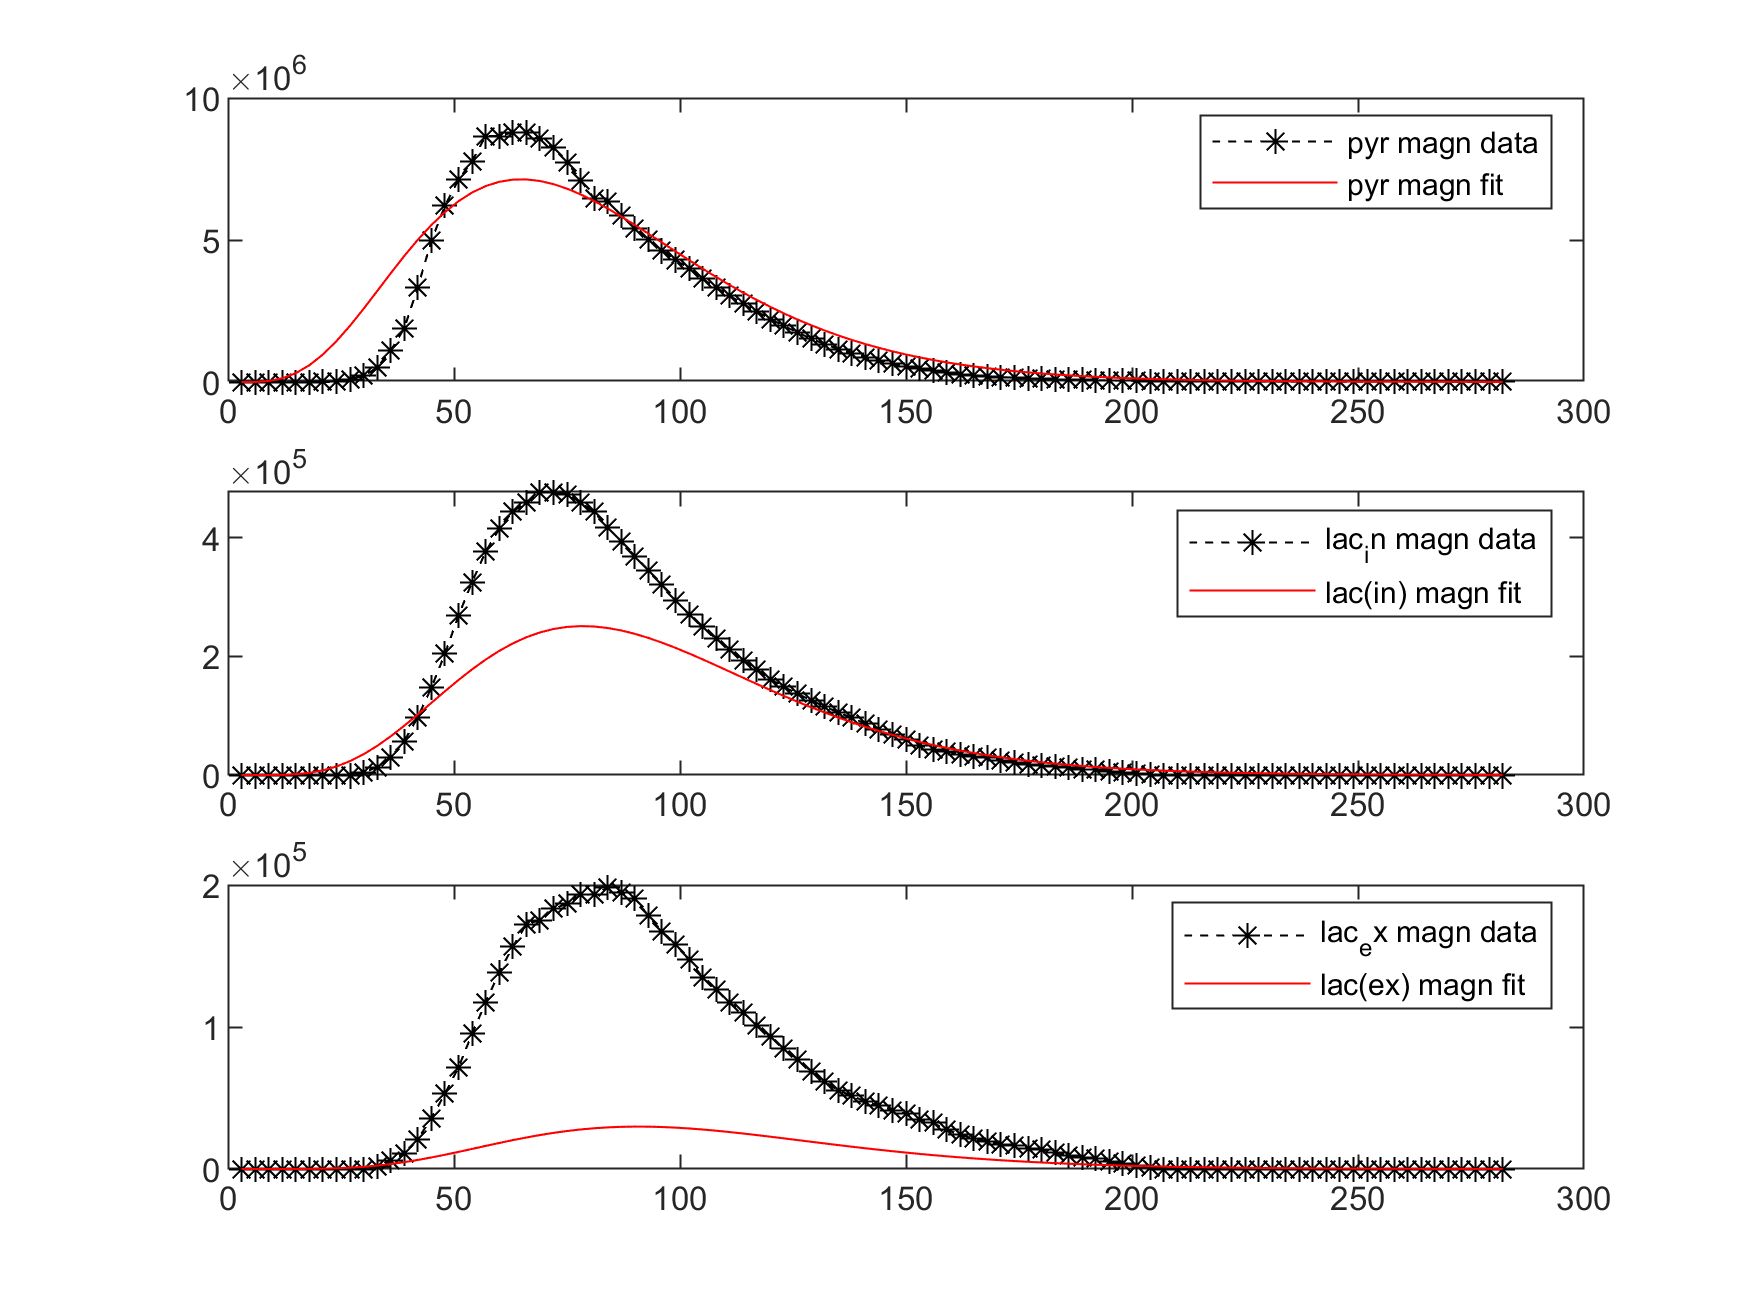 ×10^6
10
5
0
0 50 100 150 200 250 300
pyr magn data
pyr magn fit
×10^5
4
2
0
0 50 100 150 200 250 300
lac_in magn data
lac(in) magn fit
×10^5
2
1
0
0 50 100 150 200 250 300
lac_ex magn data
lac(ex) magn fit